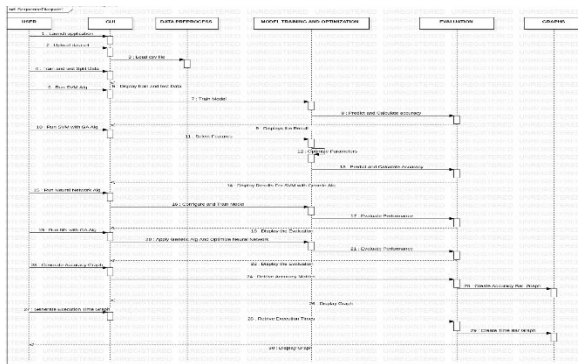 sd SequenceDiagram1
USER
GUI
DATA PREPROCESS
MODEL TRAINING AND OPTIMIZATION
EVALUATION
GRAPHS
1 : Launch application
2 : Upload dataset
3 : Load csv file
4 : Train and test Split Data
5 : Display train and test Data
6 : Run SVM Alg
7 : Train Model
8 : Predict and Calculate accuracy
9 : Displays the Result
10 : Run SVM with GA Alg
11 : Select Features
12 : Optimize Parameters
13 : Predict and Calculate Accuracy
14 : Display Results For SVM with Genetic Alg
15 : Run Neural Network Alg
16 : Configure and Train Model
17 : Evaluate Performance
18 : Display the Evaluation
19 : Run NN with GA Alg
20 : Apply Genetic Alg And Optimize Neural Network
21 : Evaluate Performance
22 : Display the Evaluation
23 : Generate Accuracy Graph
24 : Retrive Accuracy Metrics
25 : Create Accuracy Bar Graph
26 : Display Graph
27 : Generate Execution Time Graph
28 : Retrive Execution Times
29 : Create Time Bar Graph
30 : Display Graph